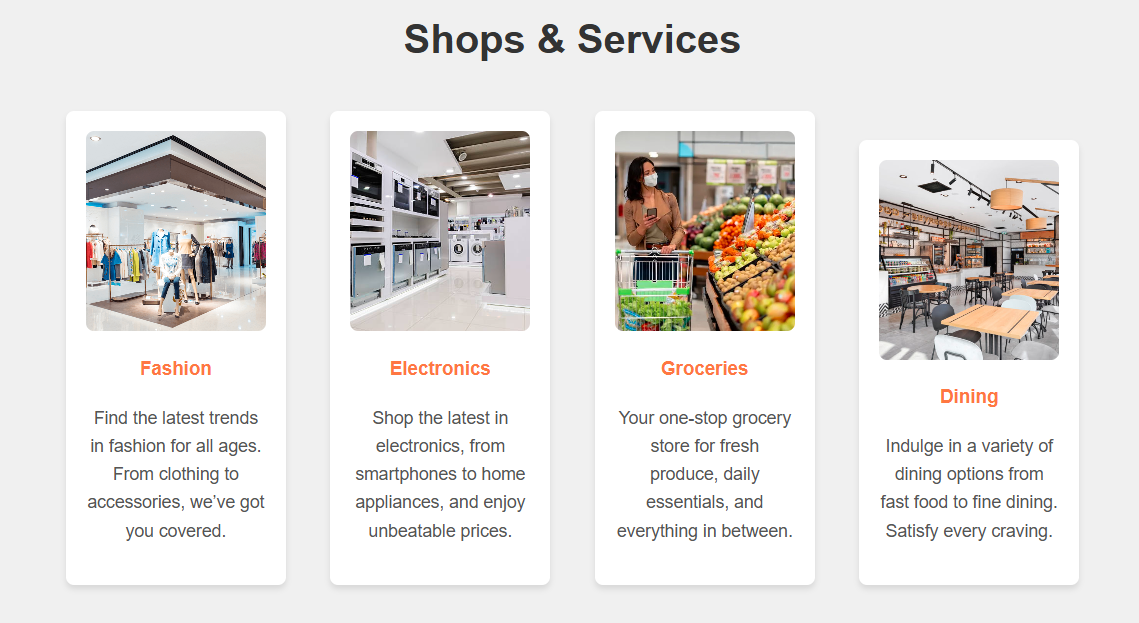 Shops & Services
Fashion
Find the latest trends
in fashion for all ages.
From clothing to
accessories, we've got
you covered.
Electronics
Shop the latest in
electronics, from
smartphones to home
appliances, and enjoy
unbeatable prices.
Groceries
Your one-stop grocery
store for fresh
produce, daily
essentials, and
everything in between.
Dining
Indulge in a variety of
dining options from
fast food to fine dining.
Satisfy every craving.